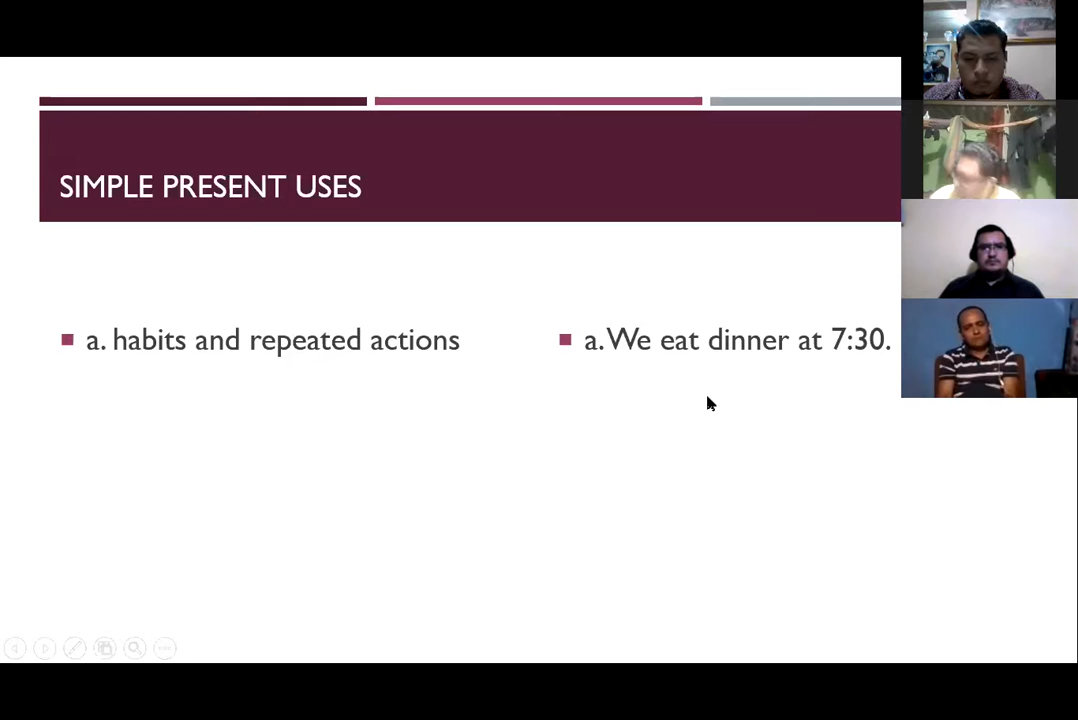 SIMPLE PRESENT USES
a. habits and repeated actions
a. We eat dinner at 7:30.